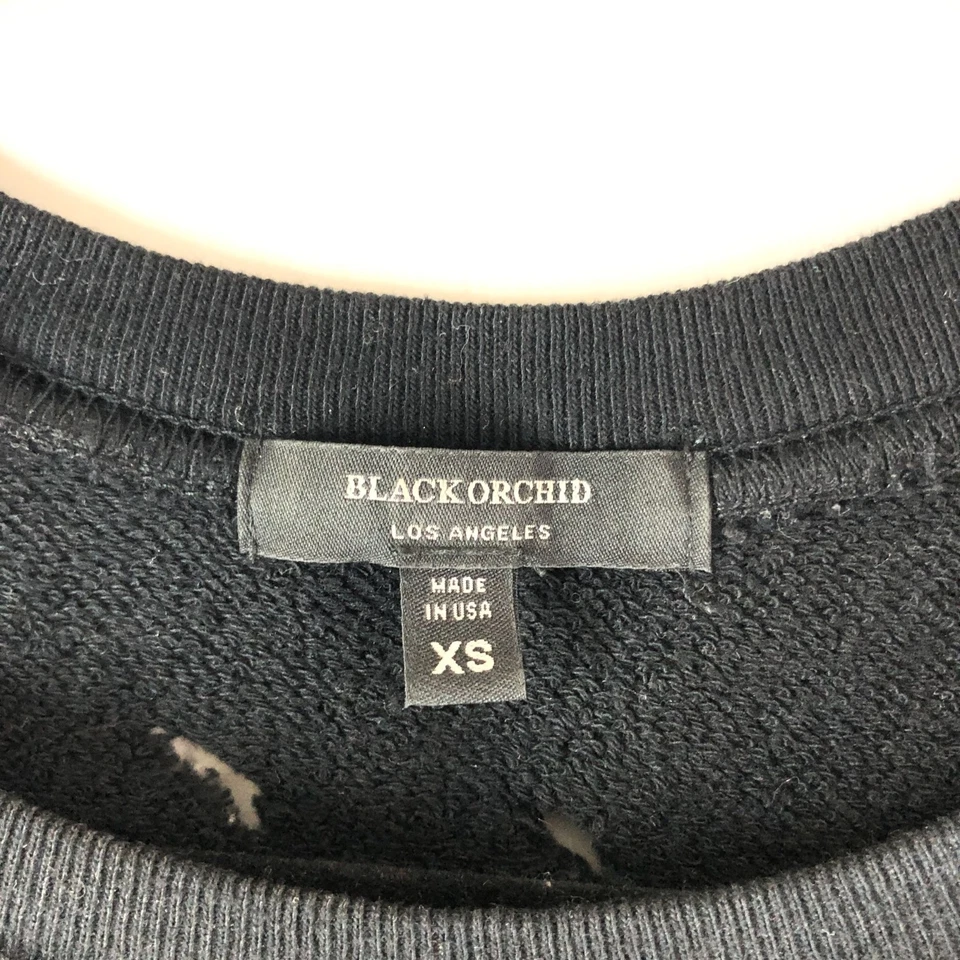 BLACK ORCHID
LOS ANGELES
MADE
IN USA
XS